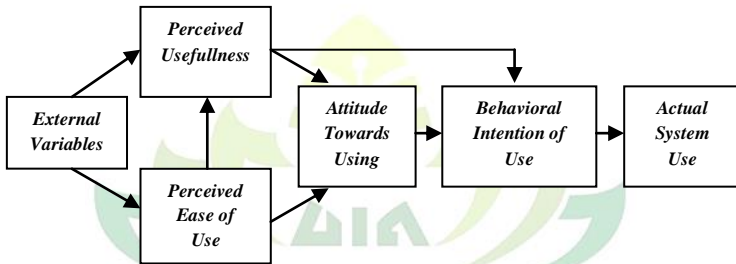 Perceived
Usefullness
External
Variables
Perceived
Ease of
Use
Attitude
Towards
Using
Behavioral
Intention of
Use
Actual
System
Use